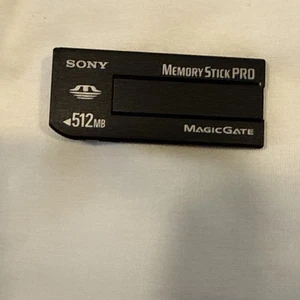 SONY
MEMORY STICK PRO
◀512MB
MAGICGATE